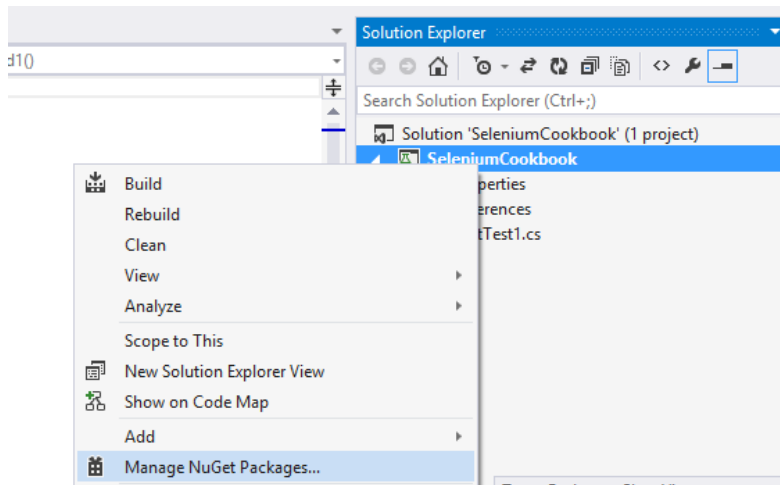 Solution Explorer
d1()
Search Solution Explorer (Ctrl+;)
Solution 'SeleniumCookbook' (1 project)
SeleniumCookbook
perties
erences
tTest1.cs
Build
Rebuild
Clean
View
Analyze
Scope to This
New Solution Explorer View
Show on Code Map
Add
Manage NuGet Packages...